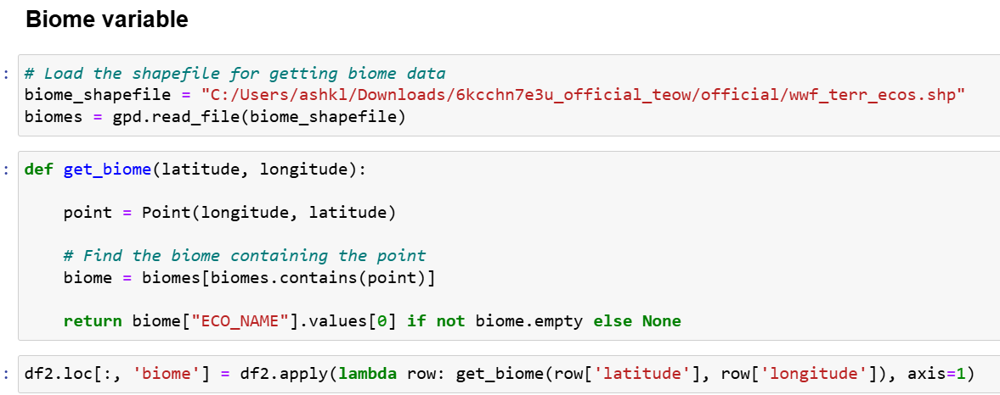 Biome variable
: # Load the shapefile for getting biome data
biome_shapefile = "C:/Users/ashkl/Downloads/6kcchn7e3u_official_teow/official/wwf_terr_ecos.shp"
biomes = gpd.read_file(biome_shapefile)
: def get_biome(latitude, longitude):
point = Point(longitude, latitude)
# Find the biome containing the point
biome = biomes[biomes.contains(point)]
return biome["ECO_NAME"].values[0] if not biome.empty else None
: df2.loc[:, 'biome'] = df2.apply(lambda row: get_biome(row['latitude'], row['longitude']), axis=1)